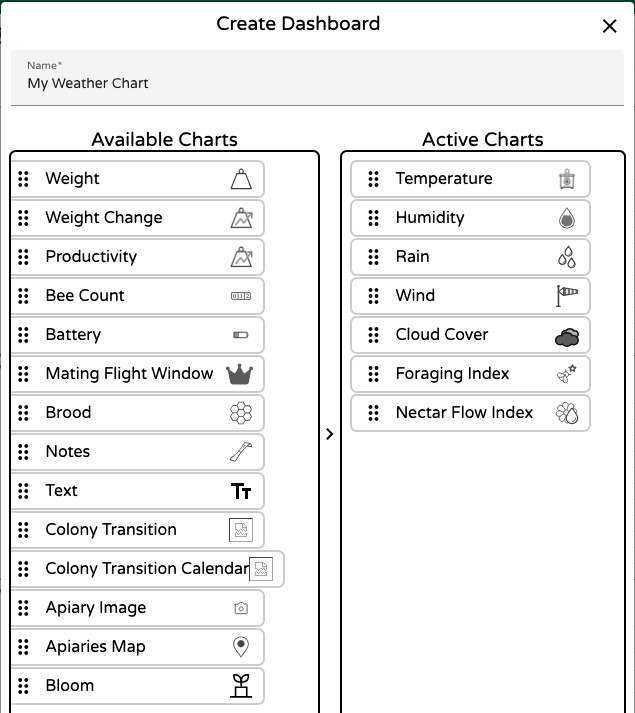 Create Dashboard
Name*
My Weather Chart
Available Charts
Weight
Weight Change
Productivity
Bee Count
012
Battery
Mating Flight Window
Brood
Notes
Text
TT
Colony Transition
Colony Transition Calendar
Apiary Image
Apiaries Map
Bloom
Active Charts
Temperature
Humidity
Rain
Wind
Cloud Cover
Foraging Index
Nectar Flow Index